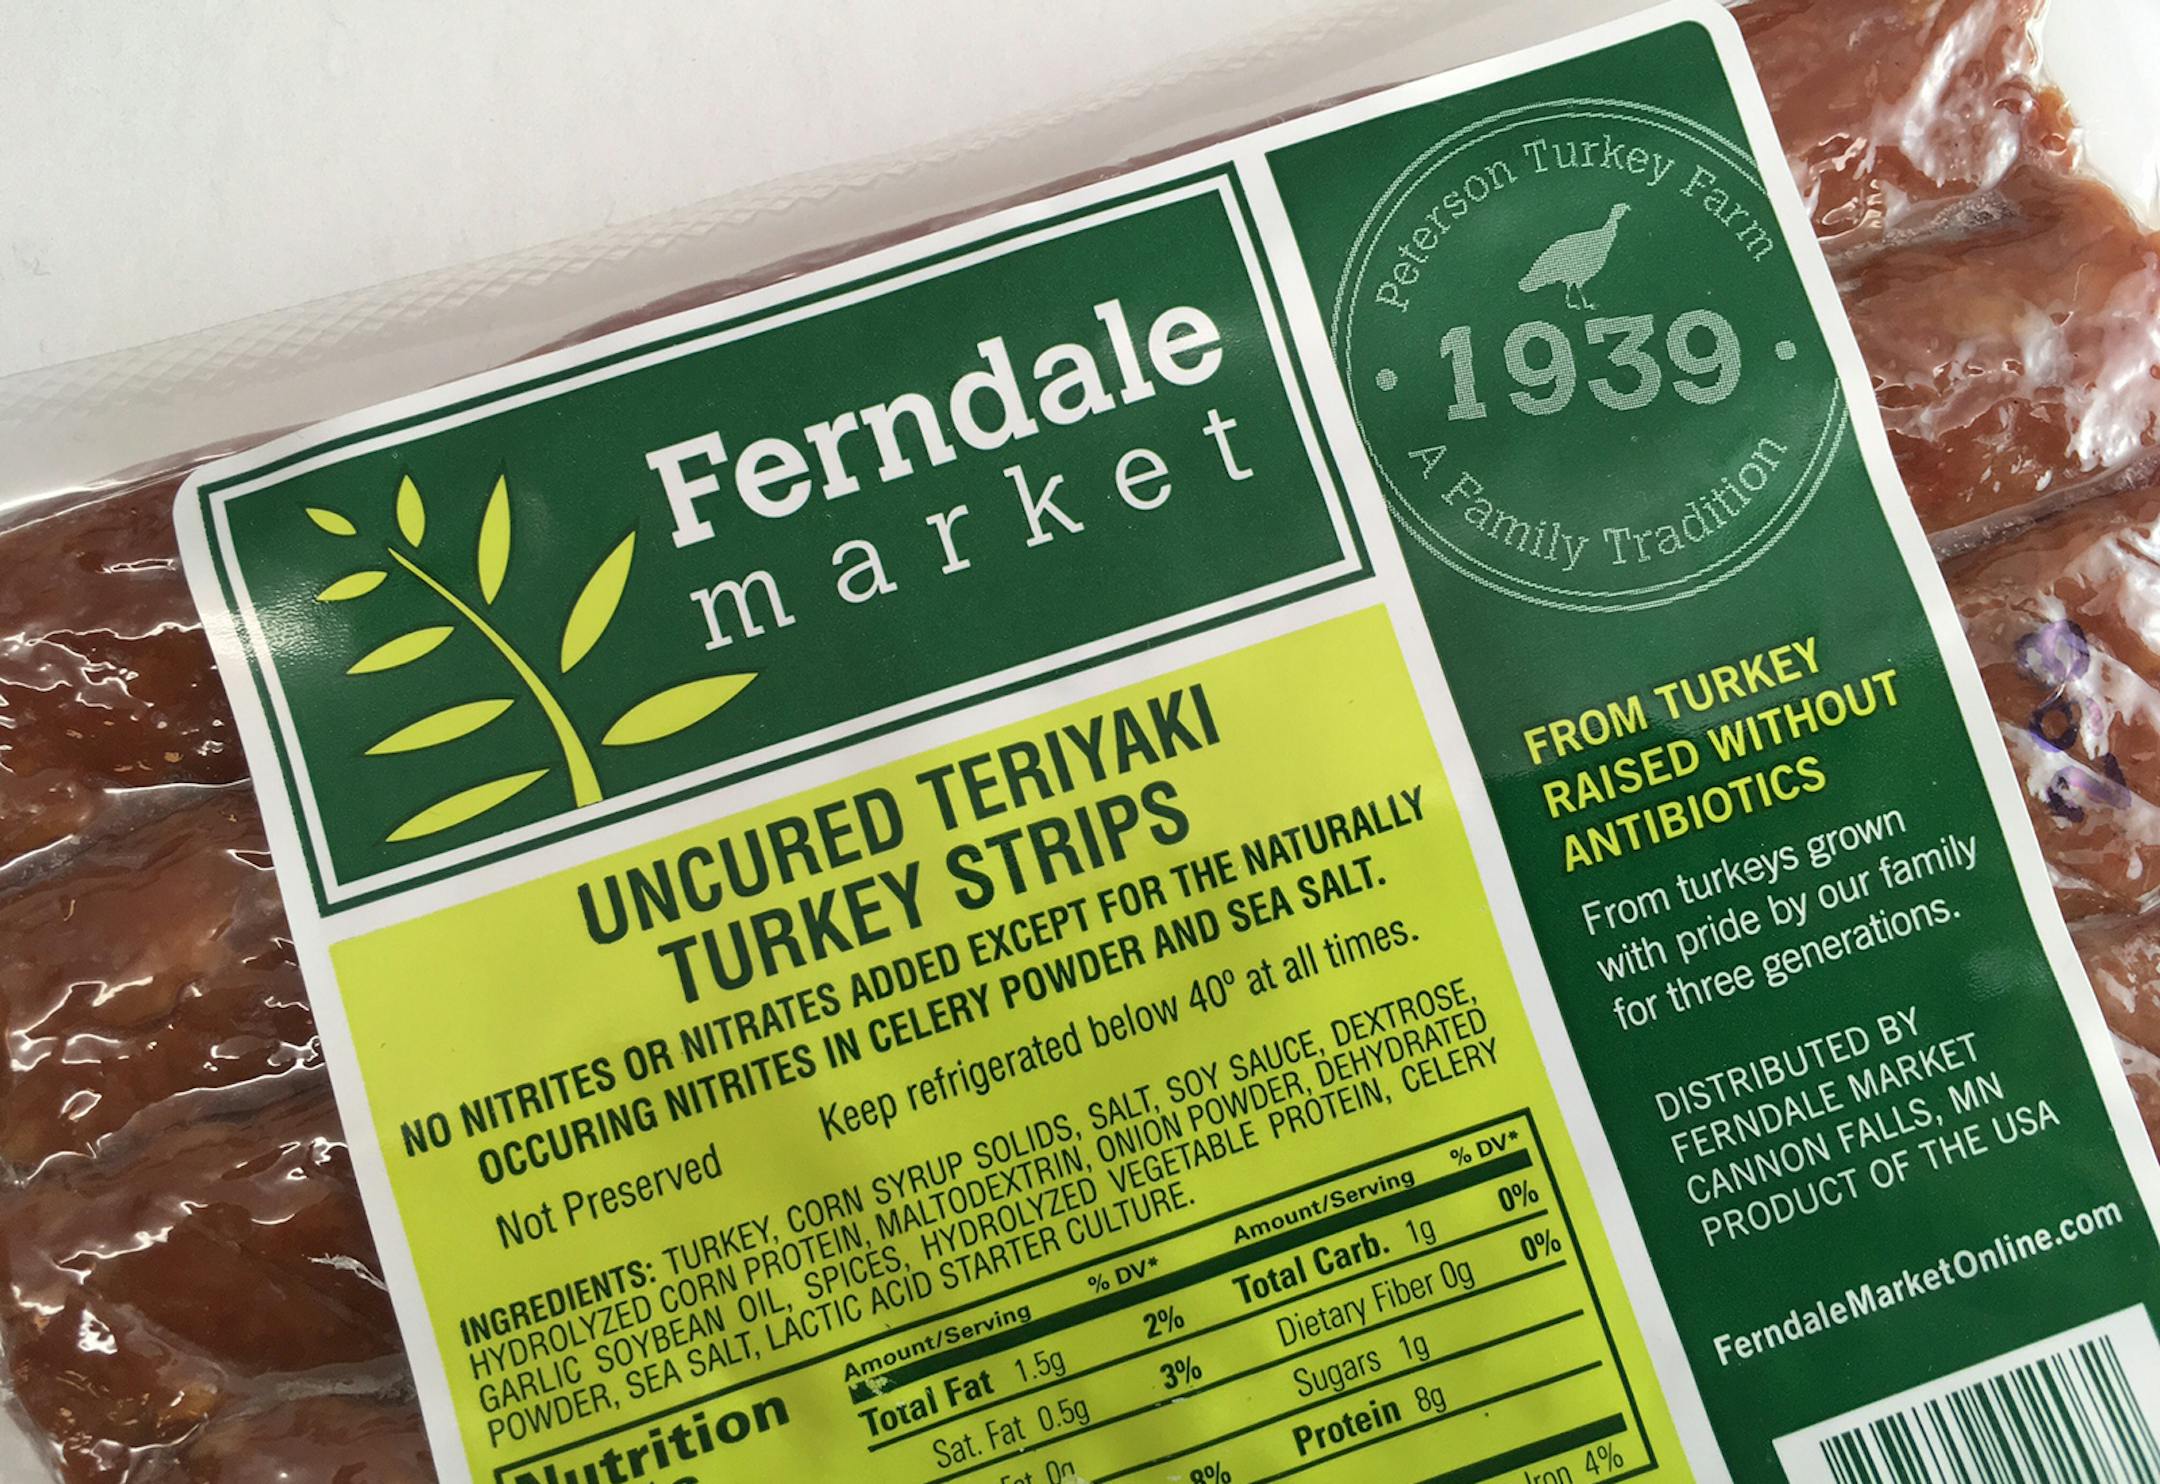 Ferndale
market
Peterson Turkey Farm
1939
A Family Tradition
UNCURED TERIYAKI
TURKEY STRIPS
NO NITRITES OR NITRATES ADDED EXCEPT FOR THE NATURALLY
OCCURING NITRITES IN CELERY POWDER AND SEA SALT.
Not Preserved Keep refrigerated below 40º at all times.
INGREDIENTS: TURKEY, CORN SYRUP SOLIDS, SALT, SOY SAUCE, DEXTROSE,
HYDROLYZED CORN PROTEIN, MALTODEXTRIN, ONION POWDER, DEHYDRATED
GARLIC SOYBEAN OIL, SPICES, HYDROLYZED VEGETABLE PROTEIN, CELERY
POWDER, SEA SALT, LACTIC ACID STARTER CULTURE.
Nutrition
Amount/Serving % DV* Amount/Serving % DV*
Total Fat 1.5g 2% Total Carb. 1g 0%
Sat. Fat 0.5g 3% Dietary Fiber 0g 0%
Fat 0g Sugars 1g
8% Protein 8g
Iron 4%
FROM TURKEY
RAISED WITHOUT
ANTIBIOTICS
From turkeys grown
with pride by our family
for three generations.
DISTRIBUTED BY
FERNDALE MARKET
CANNON FALLS, MN
PRODUCT OF THE USA
FerndaleMarketOnline.com